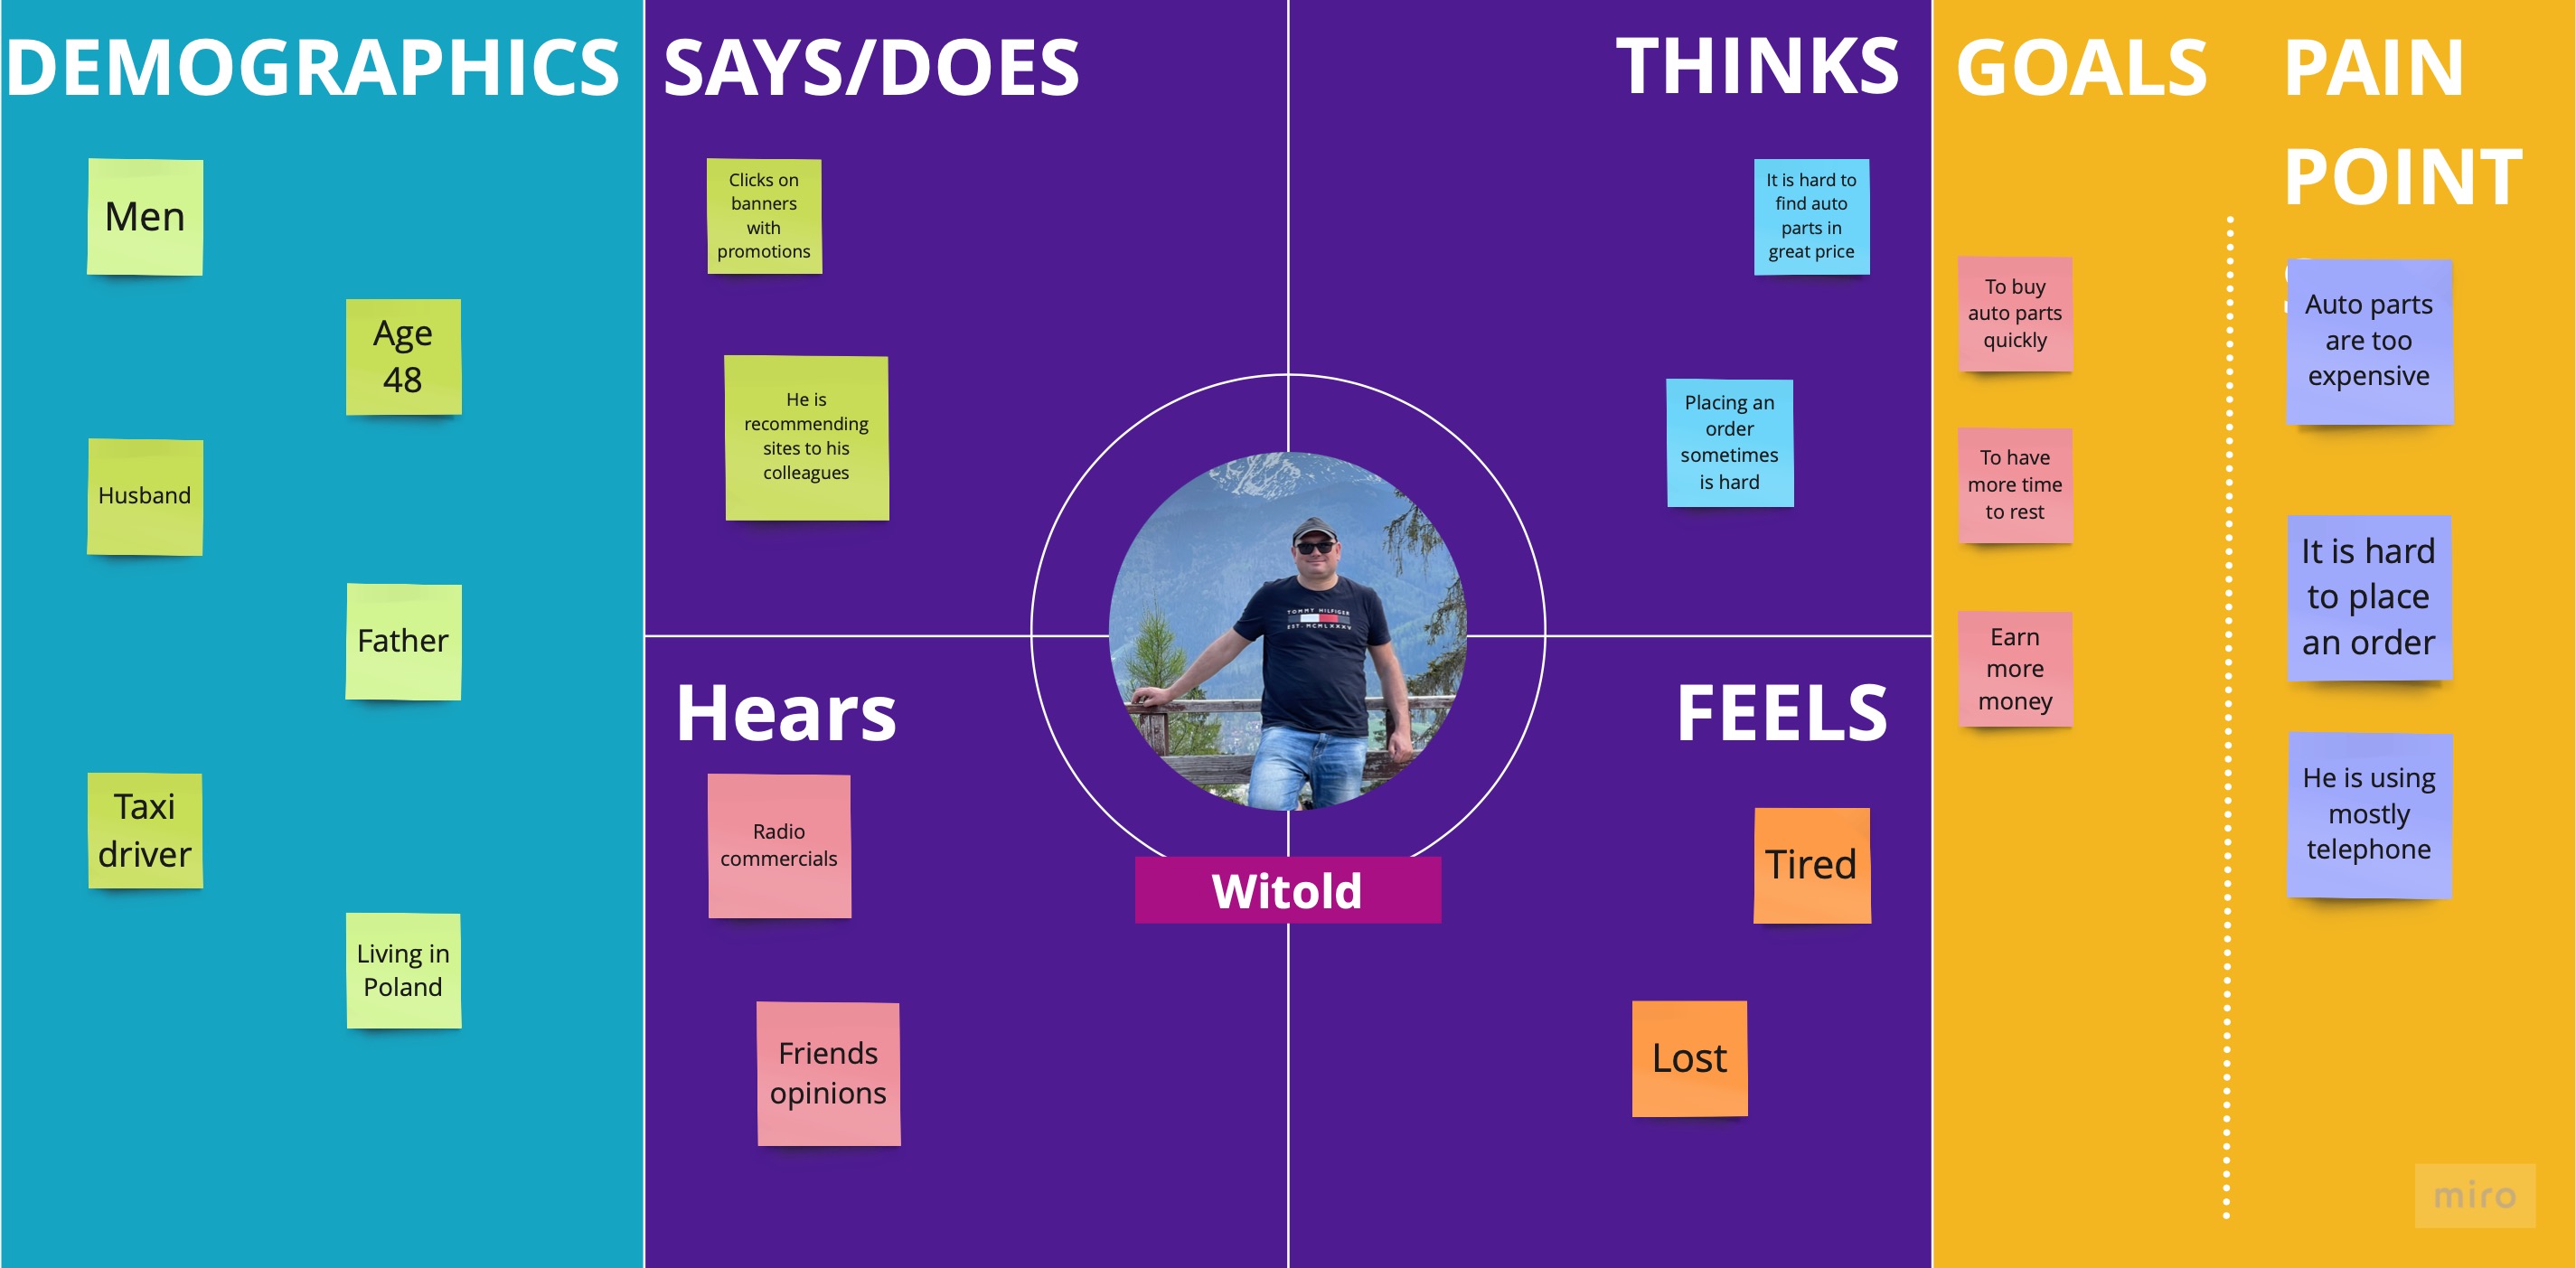 DEMOGRAPHICS
Men
Age
48
Husband
Father
Taxi
driver
Living in
Poland
SAYS/DOES
Clicks on
banners
with
promotions
He is
recommending
sites to his
colleagues
THINKS
It is hard to
find auto
parts in
great price
Placing an
order
sometimes
is hard
TOMMY HILFIGER
EST. MCMLXXXV
Witold
Hears
Radio
commercials
Friends
opinions
FEELS
Tired
Lost
GOALS
To buy
auto parts
quickly
To have
more time
to rest
Earn
more
money
PAIN
POINT
Auto parts
are too
expensive
It is hard
to place
an order
He is using
mostly
telephone
miro